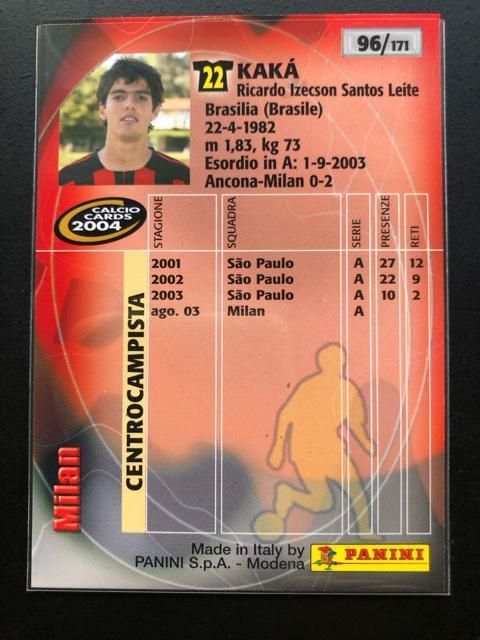 96/171
22 KAKÁ
Ricardo Izecson Santos Leite
Brasilia (Brasile)
22-4-1982
m 1,83, kg 73
Esordio in A: 1-9-2003
Ancona-Milan 0-2
CALCIO
CARDS
2004
STAGIONE SQUADRA SERIE PRESENZE RETI
2001 São Paulo A 27 12
2002 São Paulo A 22 9
2003 São Paulo A 10 2
ago. 03 Milan A
CENTROCAMPISTA
Milan
Made in Italy by
PANINI S.p.A. - Modena
PANINI